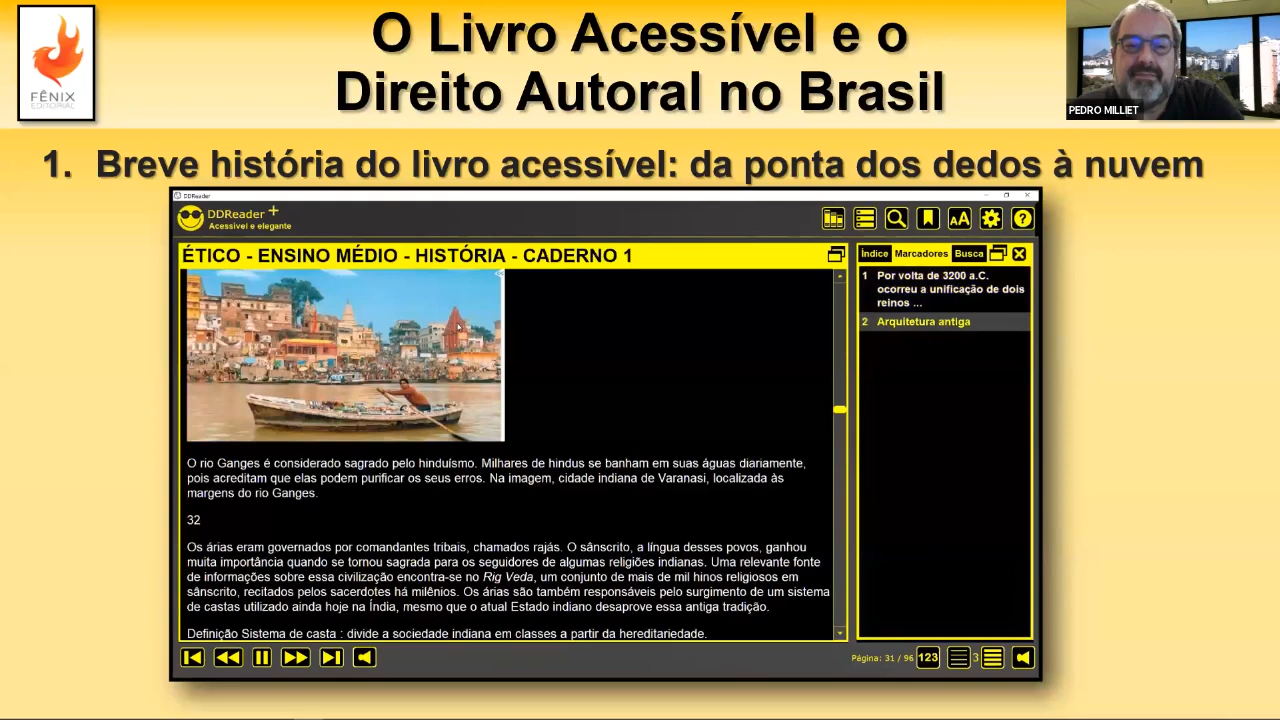 FÊNIX
EDITORIAL
O Livro Acessível e o
Direito Autoral no Brasil
PEDRO MILLIET
1. Breve história do livro acessível: da ponta dos dedos à nuvem
DDReader
DDReader +
Acessível e elegante
AA
?
ÉTICO - ENSINO MÉDIO - HISTÓRIA - CADERNO 1
O rio Ganges é considerado sagrado pelo hinduísmo. Milhares de hindus se banham em suas águas diariamente,
pois acreditam que elas podem purificar os seus erros. Na imagem, cidade indiana de Varanasi, localizada às
margens do rio Ganges.
32
Os árias eram governados por comandantes tribais, chamados rajás. O sânscrito, a língua desses povos, ganhou
muita importância quando se tornou sagrada para os seguidores de algumas religiões indianas. Uma relevante fonte
de informações sobre essa civilização encontra-se no Rig Veda, um conjunto de mais de mil hinos religiosos em
sânscrito, recitados pelos sacerdotes há milênios. Os árias são também responsáveis pelo surgimento de um sistema
de castas utilizado ainda hoje na Índia, mesmo que o atual Estado indiano desaprove essa antiga tradição.
Definição Sistema de casta : divide a sociedade indiana em classes a partir da hereditariedade.
Índice Marcadores Busca
1 Por volta de 3200 a.C.
ocorreu a unificação de dois
reinos ...
2 Arquitetura antiga
Página: 31 / 96 123 3